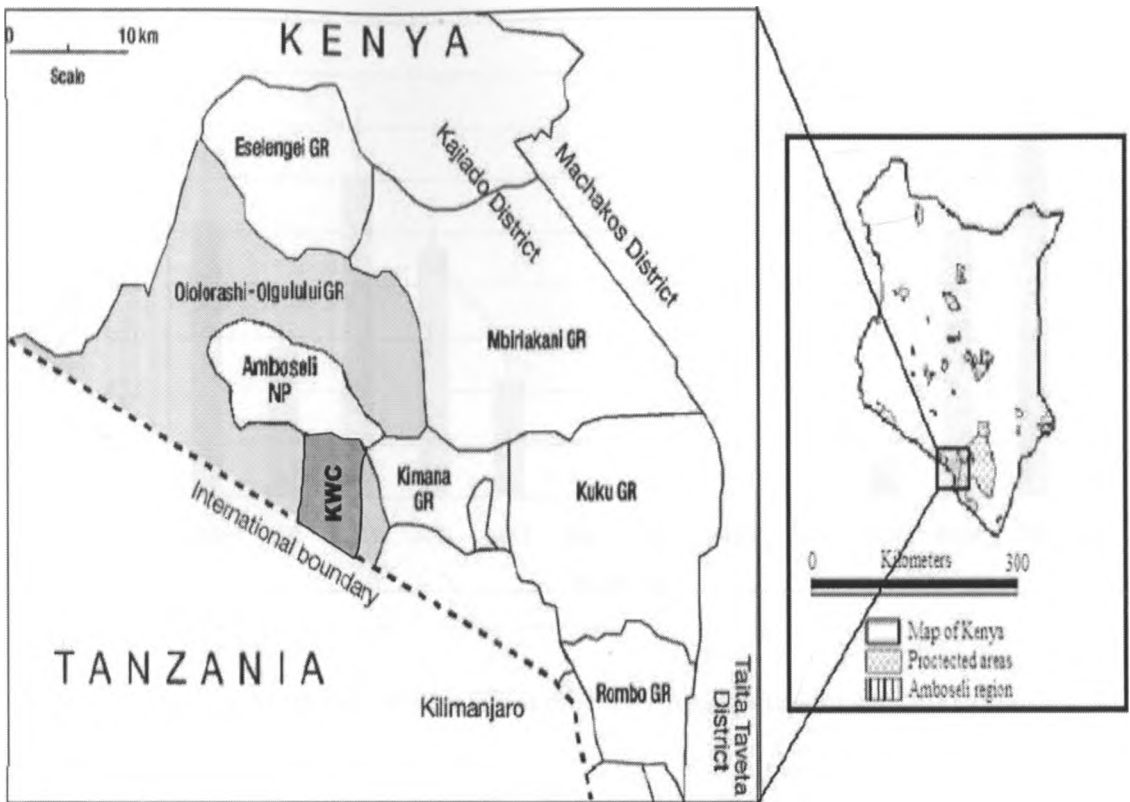 KENYA
0 10 km
Scale
Eselengei GR
Kajiado District
Machakos District
Ololorashi-Olgulului GR
Mbirlakani GR
Amboseli
NP
KWC
Kimana
GR
Kuku GR
International boundary
TANZANIA
Kilimanjaro
Rombo GR
Taita Taveta
District
0 Kilometers 300
Map of Kenya
Proctected areas
Amboseli region